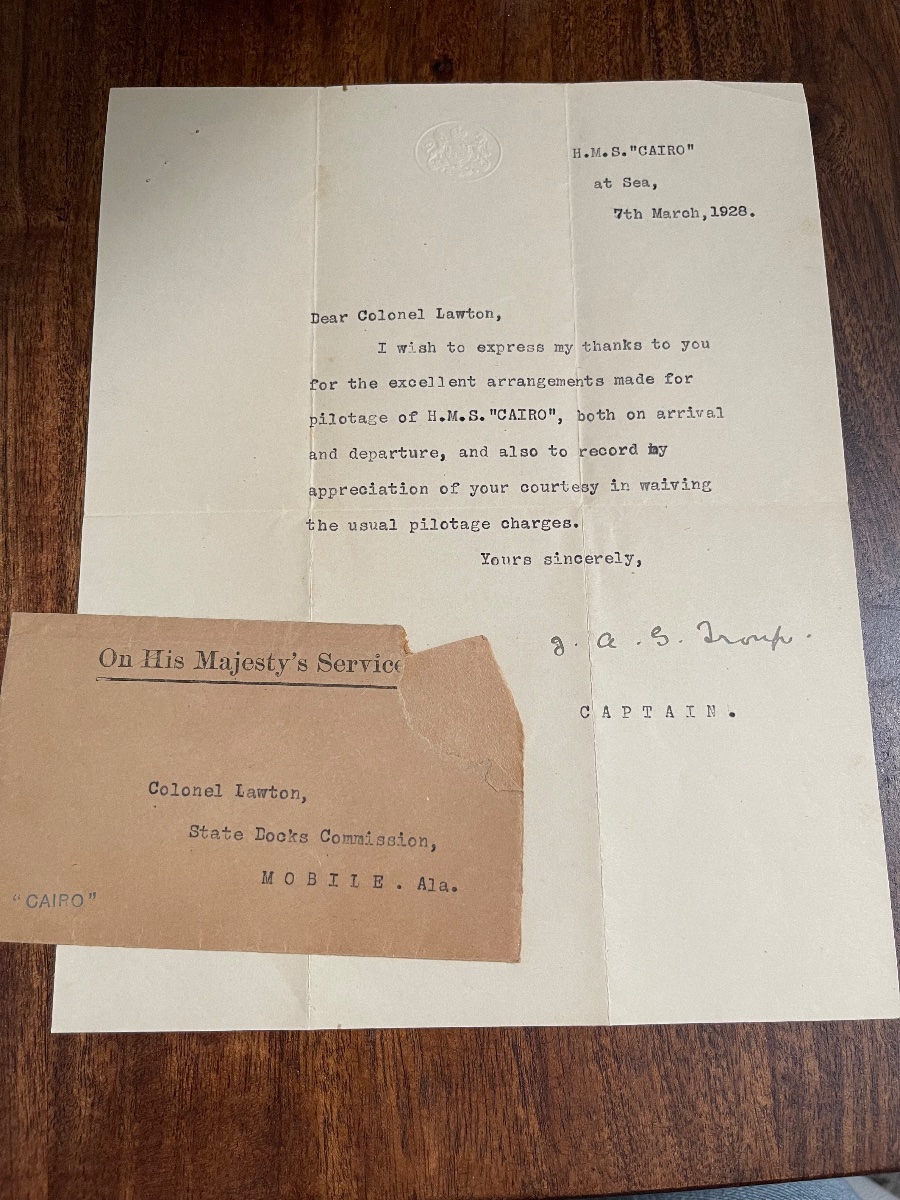 H.M.S."CAIRO"
at Sea,
7th March,1928.
Dear Colonel Lawton,
I wish to express my thanks to you
for the excellent arrangements made for
pilotage of H.M.S."CAIRO", both on arrival
and departure, and also to record my
appreciation of your courtesy in waiving
the usual pilotage charges.
Yours sincerely,
J. A. G. Troup.
CAPTAIN.
On His Majesty's Service
Colonel Lawton,
State Docks Commission,
MOBILE. Ala.
"CAIRO"